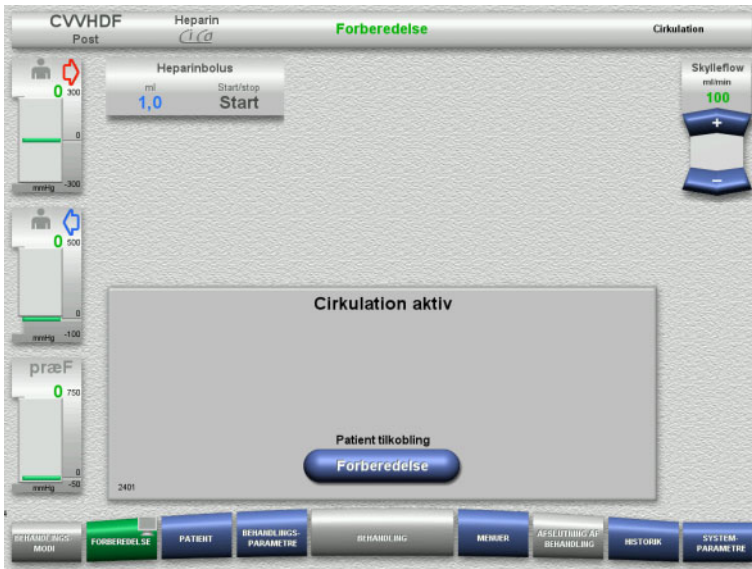 CVVHDF
Post
Heparin
CiCa
Forberedelse
Cirkulation
0
300
0
-300
mmHg
Heparinbolus
ml
Start/stop
1,0
Start
Skylleflow
ml/min
100
+
−
0
500
0
-100
mmHg
præF
0
750
0
-50
mmHg
Cirkulation aktiv
Patient tilkobling
Forberedelse
2401
BEHANDLINGS-
MODI
FORBEREDELSE
PATIENT
BEHANDLINGS-
PARAMETRE
BEHANDLING
MENUER
AFSLUTNING AF
BEHANDLING
HISTORIK
SYSTEM-
PARAMETRE